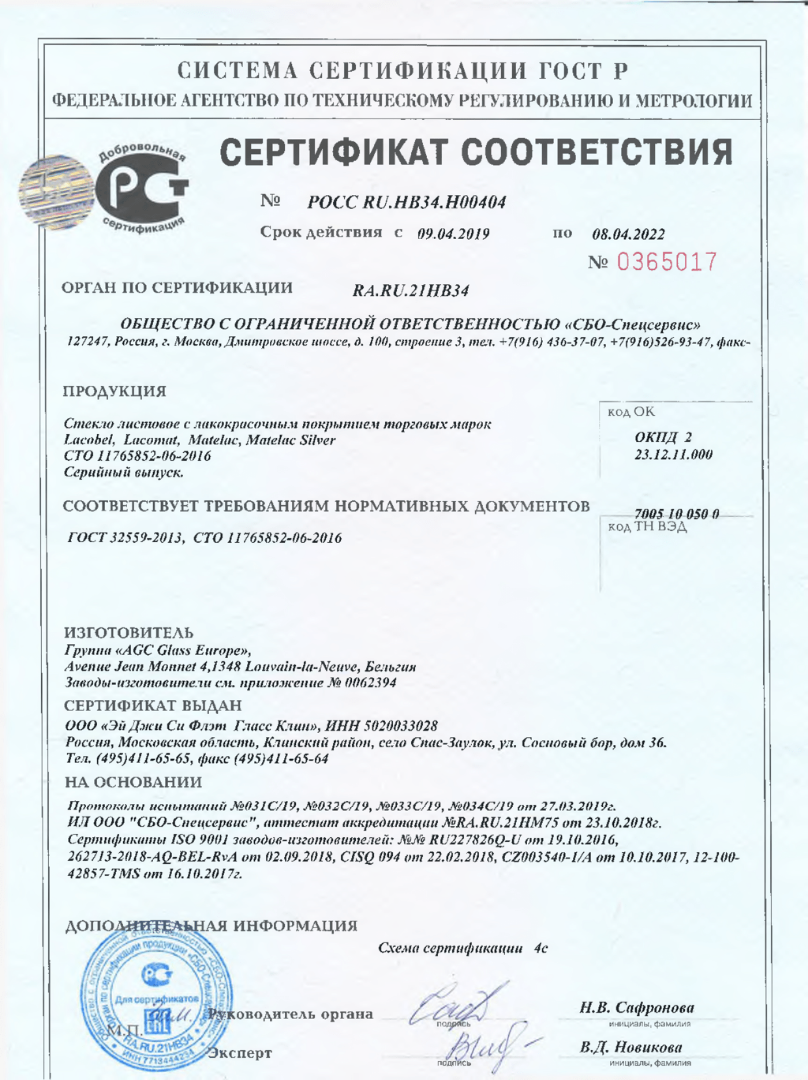 СИСТЕМА СЕРТИФИКАЦИИ ГОСТ Р
ФЕДЕРАЛЬНОЕ АГЕНТСТВО ПО ТЕХНИЧЕСКОМУ РЕГУЛИРОВАНИЮ И МЕТРОЛОГИИ
Добровольная
РСТ
сертификация
СЕРТИФИКАТ СООТВЕТСТВИЯ
№ РОСС RU.НВ34.Н00404
Срок действия с 09.04.2019 по 08.04.2022
№ 0365017
ОРГАН ПО СЕРТИФИКАЦИИ RA.RU.21НВ34
ОБЩЕСТВО С ОГРАНИЧЕННОЙ ОТВЕТСТВЕННОСТЬЮ «СБО-Спецсервис»
127247, Россия, г. Москва, Дмитровское шоссе, д. 100, строение 3, тел. +7(916) 436-37-07, +7(916)526-93-47, факс-
ПРОДУКЦИЯ
Стекло листовое с лакокрасочным покрытием торговых марок
Lacobel, Lacomat, Matelac, Matelac Silver
СТО 11765852-06-2016
Серийный выпуск.
код ОК
ОКПД 2
23.12.11.000
СООТВЕТСТВУЕТ ТРЕБОВАНИЯМ НОРМАТИВНЫХ ДОКУМЕНТОВ
ГОСТ 32559-2013, СТО 11765852-06-2016
7005 10 050 0
код ТН ВЭД
ИЗГОТОВИТЕЛЬ
Группа «AGC Glass Europe»,
Avenue Jean Monnet 4,1348 Louvain-la-Neuve, Бельгия
Заводы-изготовители см. приложение № 0062394
СЕРТИФИКАТ ВЫДАН
ООО «Эй Джи Си Флэт Гласс Клин», ИНН 5020033028
Россия, Московская область, Клинский район, село Спас-Заулок, ул. Сосновый бор, дом 36.
Тел. (495)411-65-65, факс (495)411-65-64
НА ОСНОВАНИИ
Протоколы испытаний №031С/19, №032С/19, №033С/19, №034С/19 от 27.03.2019г.
ИЛ ООО "СБО-Спецсервис", аттестат аккредитации №RA.RU.21НМ75 от 23.10.2018г.
Сертификаты ISO 9001 заводов-изготовителей: №№ RU227826Q-U от 19.10.2016,
262713-2018-AQ-BEL-RvA от 02.09.2018, CISQ 094 от 22.02.2018, CZ003540-1/A от 10.10.2017, 12-100-
42857-TMS от 16.10.2017г.
ДОПОЛНИТЕЛЬНАЯ ИНФОРМАЦИЯ
Схема сертификации 4с
Для сертификатов
RA.RU.21НВ34
ИНН 7713444234
М.П.
Руководитель органа
подпись
Н.В. Сафронова
инициалы, фамилия
Эксперт
подпись
В.Д. Новикова
инициалы, фамилия